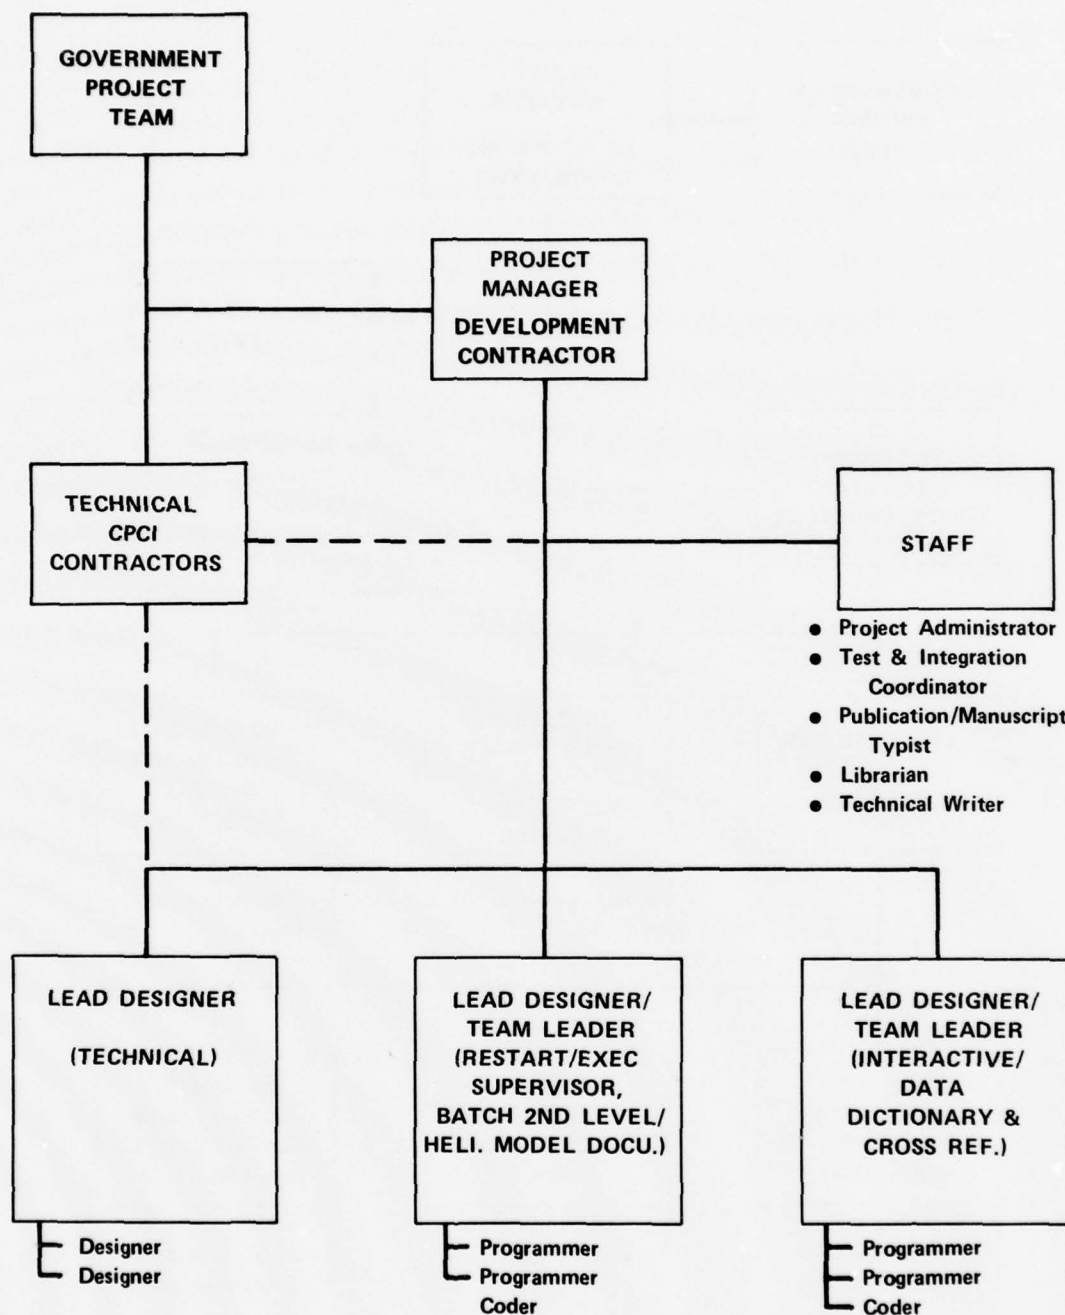 GOVERNMENT
PROJECT
TEAM
PROJECT
MANAGER
DEVELOPMENT
CONTRACTOR
TECHNICAL
CPCI
CONTRACTORS
STAFF
● Project Administrator
● Test & Integration
Coordinator
● Publication/Manuscript
Typist
● Librarian
● Technical Writer
LEAD DESIGNER
(TECHNICAL)
Designer
Designer
LEAD DESIGNER/
TEAM LEADER
(RESTART/EXEC
SUPERVISOR,
BATCH 2ND LEVEL/
HELI. MODEL DOCU.)
Programmer
Programmer
Coder
LEAD DESIGNER/
TEAM LEADER
(INTERACTIVE/
DATA
DICTIONARY &
CROSS REF.)
Programmer
Programmer
Coder